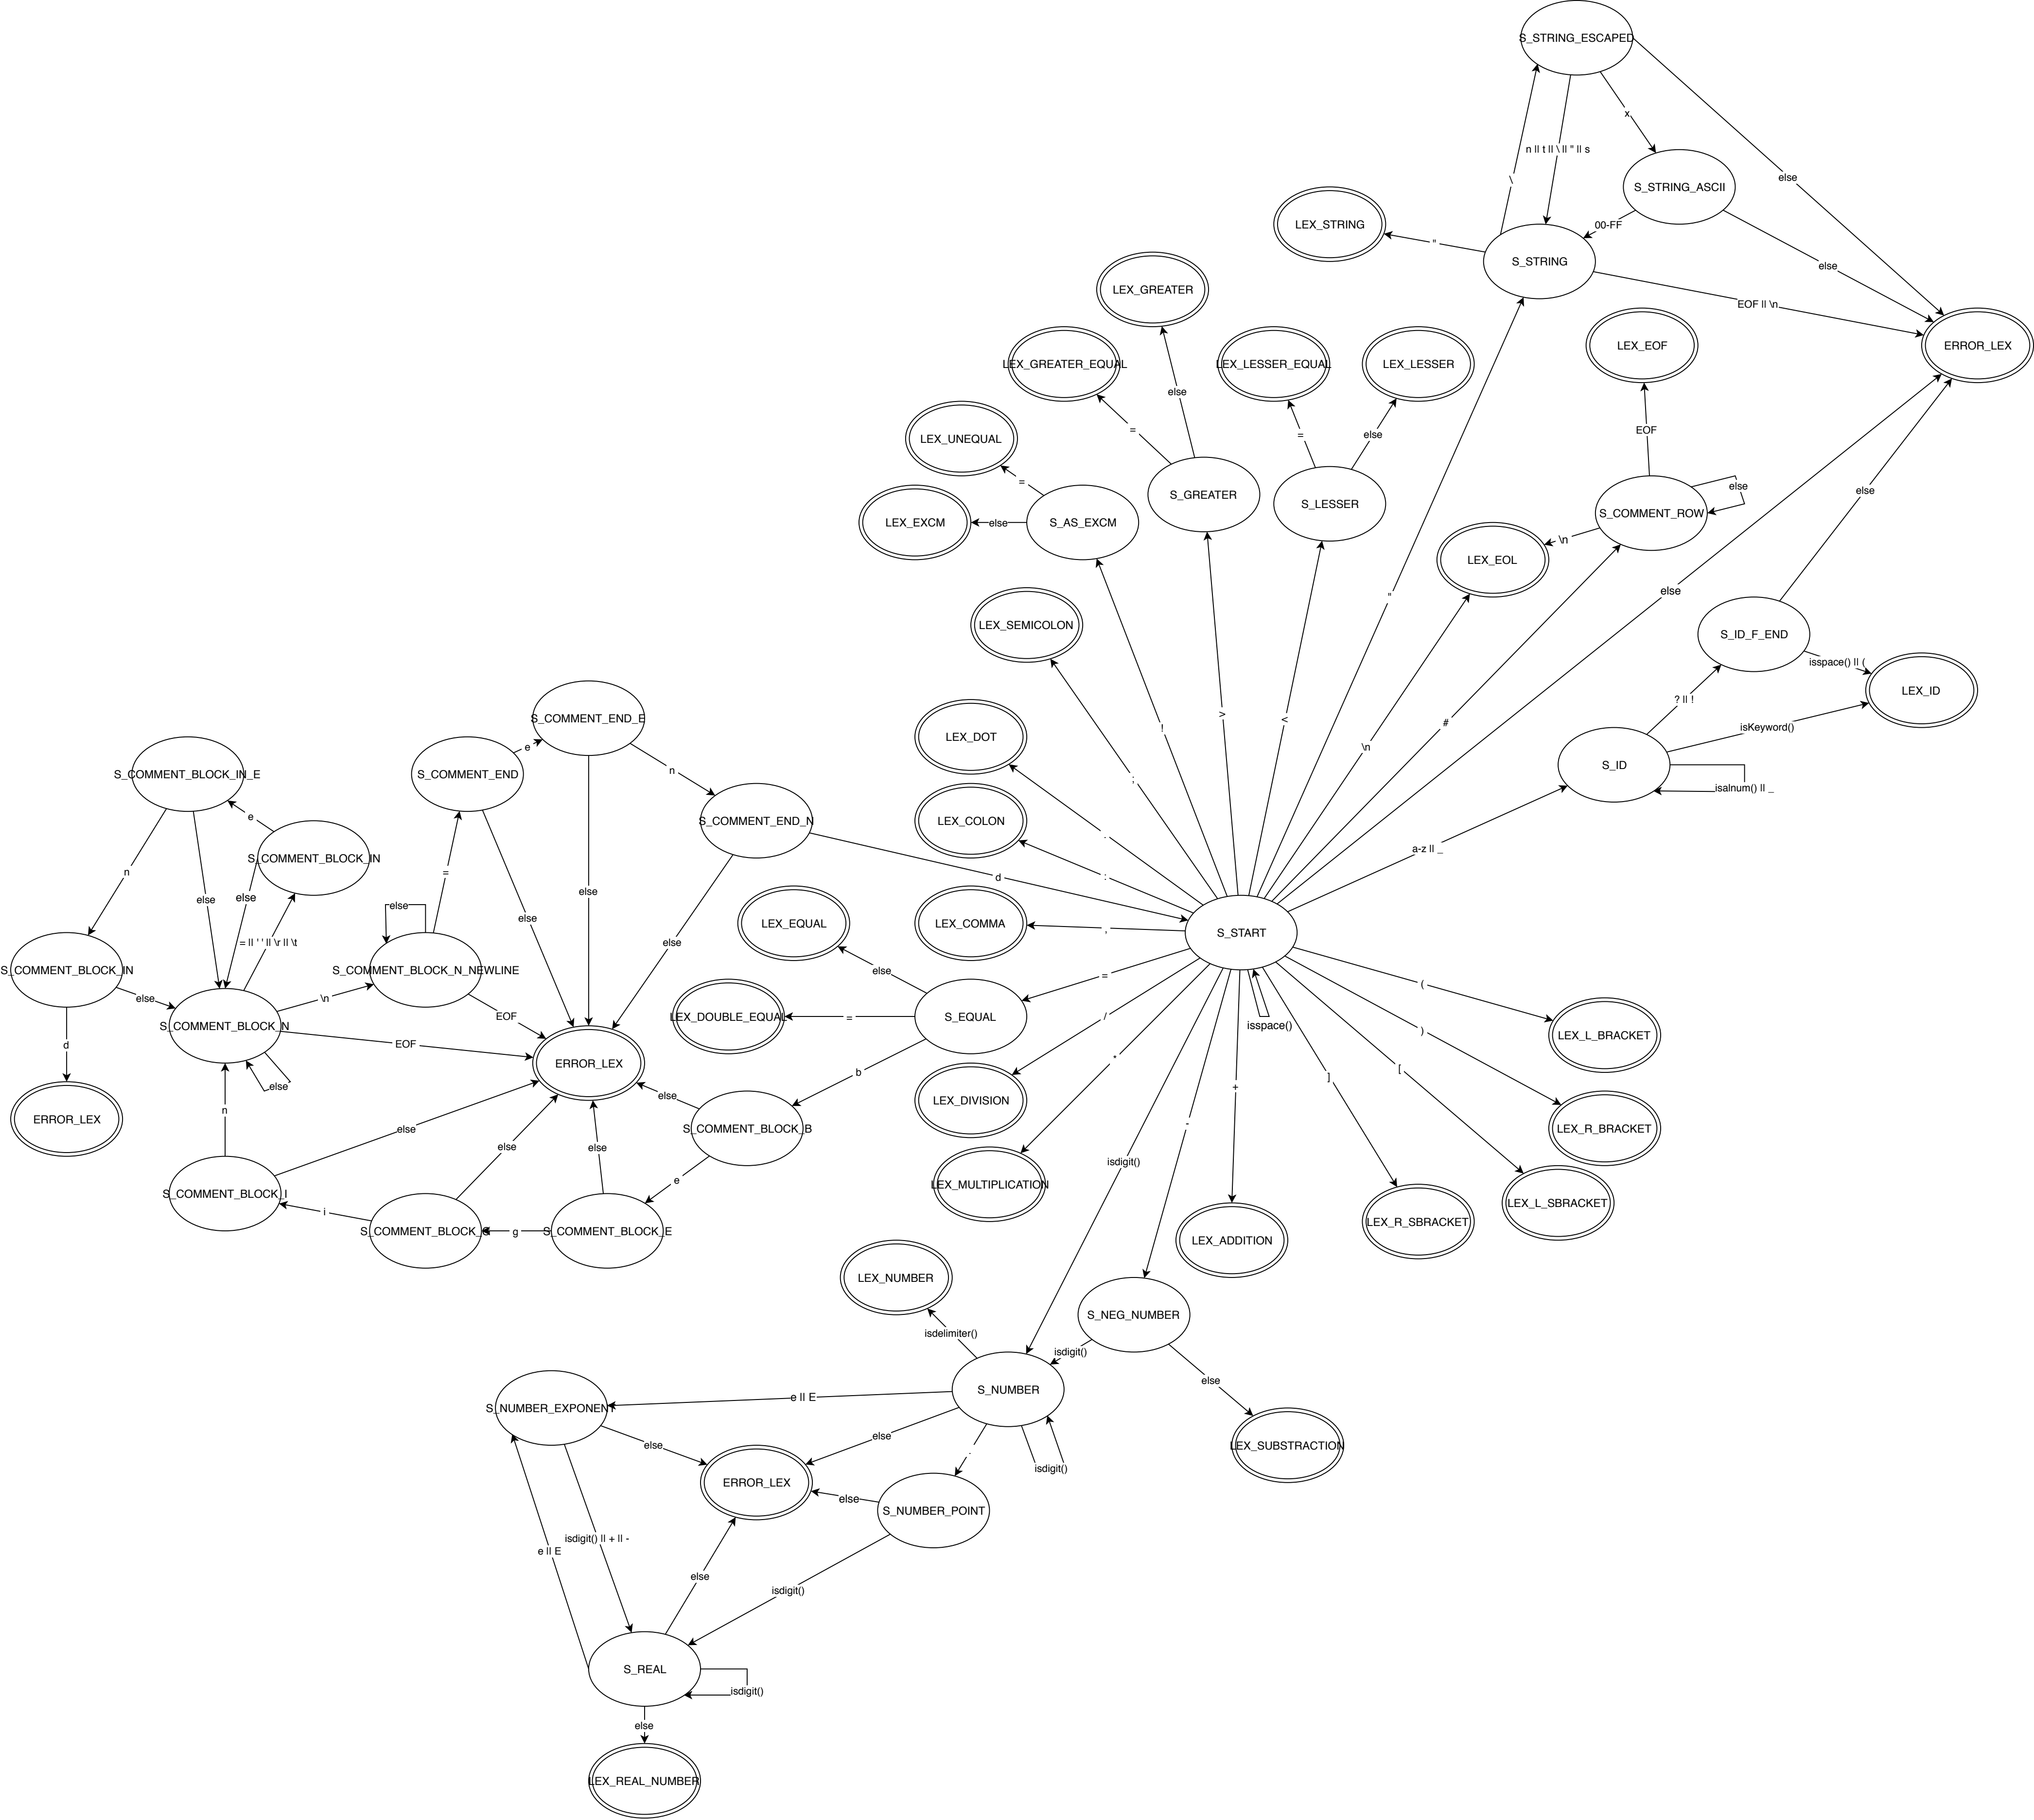 S_STRING_ESCAPED
x
n || t || \ || " || s
else
\
S_STRING_ASCII
LEX_STRING
"
00-FF
S_STRING
else
LEX_GREATER
EOF || \n
LEX_EOF
ERROR_LEX
LEX_GREATER_EQUAL
LEX_LESSER_EQUAL
LEX_LESSER
else
=
=
else
EOF
LEX_UNEQUAL
=
S_GREATER
S_LESSER
else
else
LEX_EXCM
else
S_AS_EXCM
S_COMMENT_ROW
\n
LEX_EOL
"
else
LEX_SEMICOLON
S_ID_F_END
isspace() || (
LEX_ID
? || !
isKeyword()
S_COMMENT_END_E
LEX_DOT
!
>
<
#
\n
e
n
S_COMMENT_BLOCK_IN_E
S_COMMENT_END
S_ID
;
isalnum() || _
e
S_COMMENT_END_N
LEX_COLON
.
a-z || _
S_COMMENT_BLOCK_IN
n
=
:
d
else
else
else
else
else
LEX_EQUAL
LEX_COMMA
,
S_START
= || ' ' || \r || \t
else
S_COMMENT_BLOCK_IN
S_COMMENT_BLOCK_N_NEWLINE
else
=
(
else
\n
EOF
LEX_DOUBLE_EQUAL
=
S_EQUAL
/
isspace()
S_COMMENT_BLOCK_N
)
LEX_L_BRACKET
d
EOF
ERROR_LEX
b
*
[
]
else
+
else
LEX_DIVISION
ERROR_LEX
n
else
S_COMMENT_BLOCK_B
-
LEX_R_BRACKET
else
else
isdigit()
e
LEX_MULTIPLICATION
S_COMMENT_BLOCK_I
i
LEX_L_SBRACKET
S_COMMENT_BLOCK_
g
S_COMMENT_BLOCK_E
LEX_R_SBRACKET
LEX_ADDITION
LEX_NUMBER
S_NEG_NUMBER
isdelimiter()
isdigit()
else
S_NUMBER
e || E
S_NUMBER_EXPONENT
else
else
.
isdigit()
LEX_SUBSTRACTION
ERROR_LEX
else
S_NUMBER_POINT
isdigit() || + || -
e || E
else
isdigit()
S_REAL
isdigit()
else
LEX_REAL_NUMBER